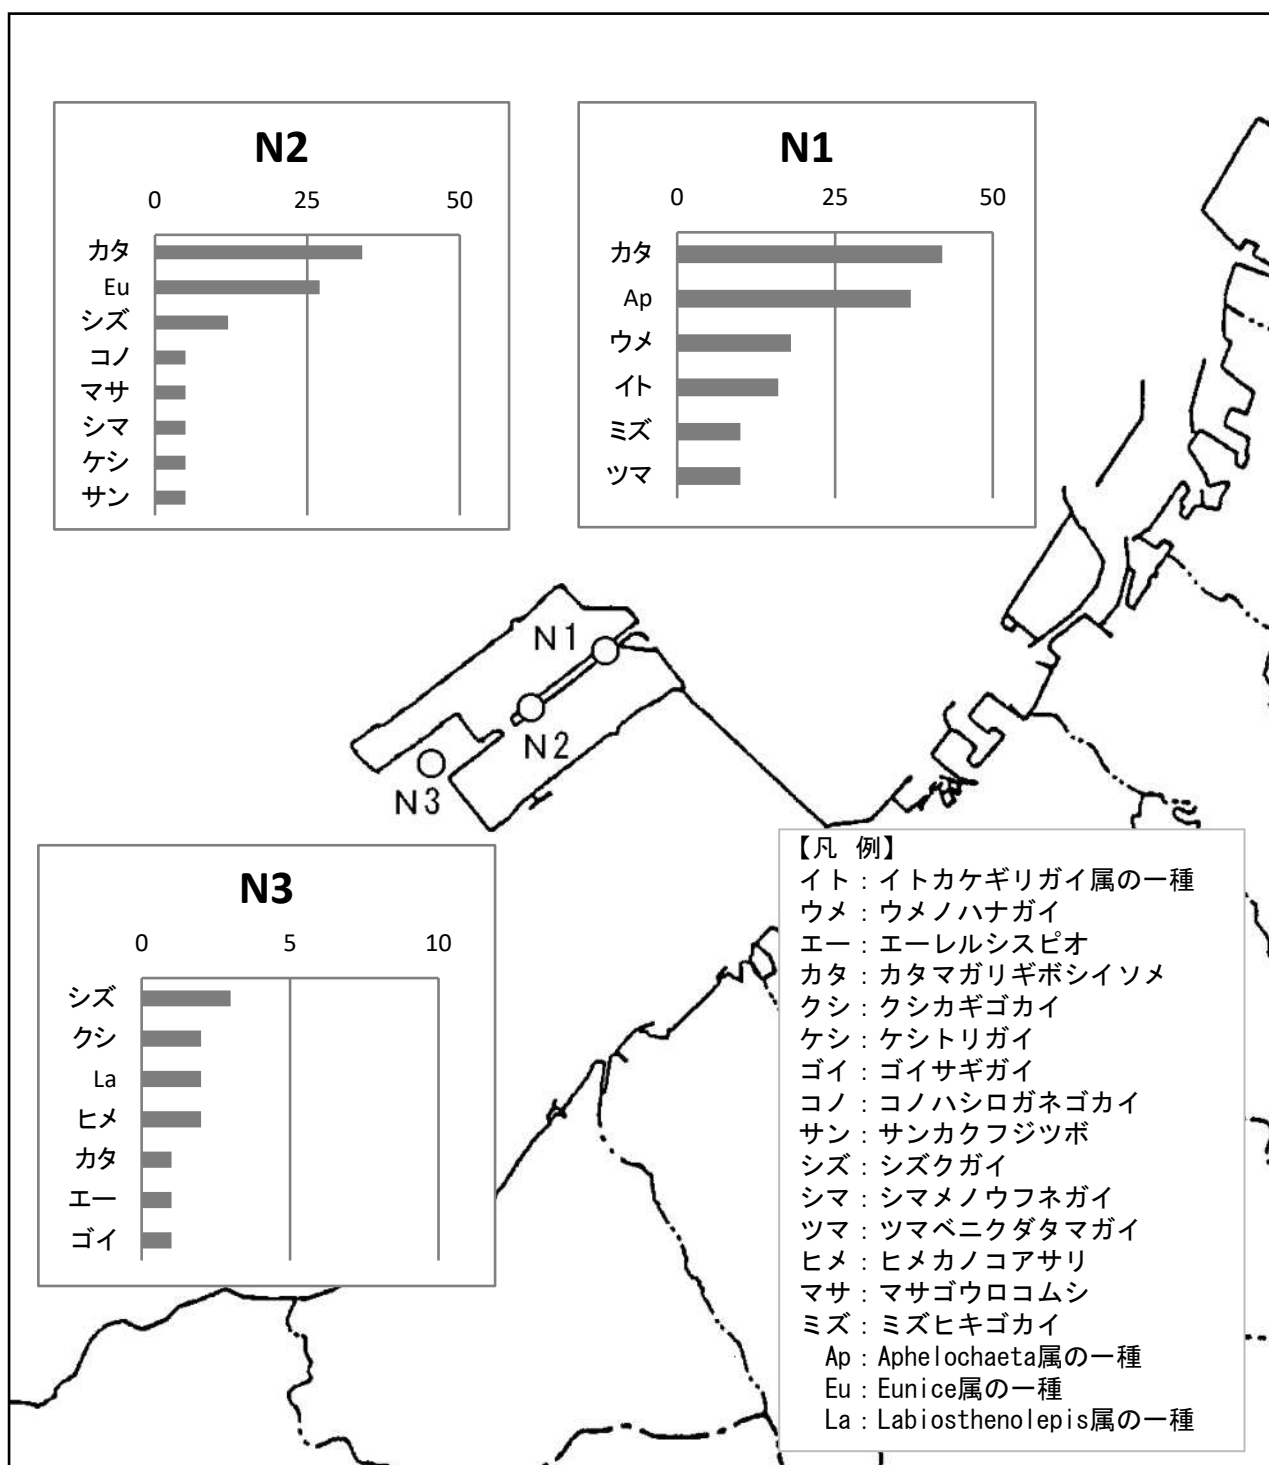 N2
0 25 50
カタ
Eu
シズ
コノ
マサ
シマ
ケシ
サン
N1
0 25 50
カタ
Ap
ウメ
イト
ミズ
ツマ
N1
N2
N3
N3
0 5 10
シズ
クシ
La
ヒメ
カタ
エー
ゴイ
【凡 例】
イト：イトカケギリガイ属の一種
ウメ：ウメノハナガイ
エー：エーレルシスピオ
カタ：カタマガリギボシイソメ
クシ：クシカギゴカイ
ケシ：ケシトリガイ
ゴイ：ゴイサギガイ
コノ：コノハシロガネゴカイ
サン：サンカクフジツボ
シズ：シズクガイ
シマ：シマメノウフネガイ
ツマ：ツマベニクダタマガイ
ヒメ：ヒメカノコアサリ
マサ：マサゴウロコムシ
ミズ：ミズヒキゴカイ
Ap：Aphelochaeta属の一種
Eu：Eunice属の一種
La：Labiosthenolepis属の一種